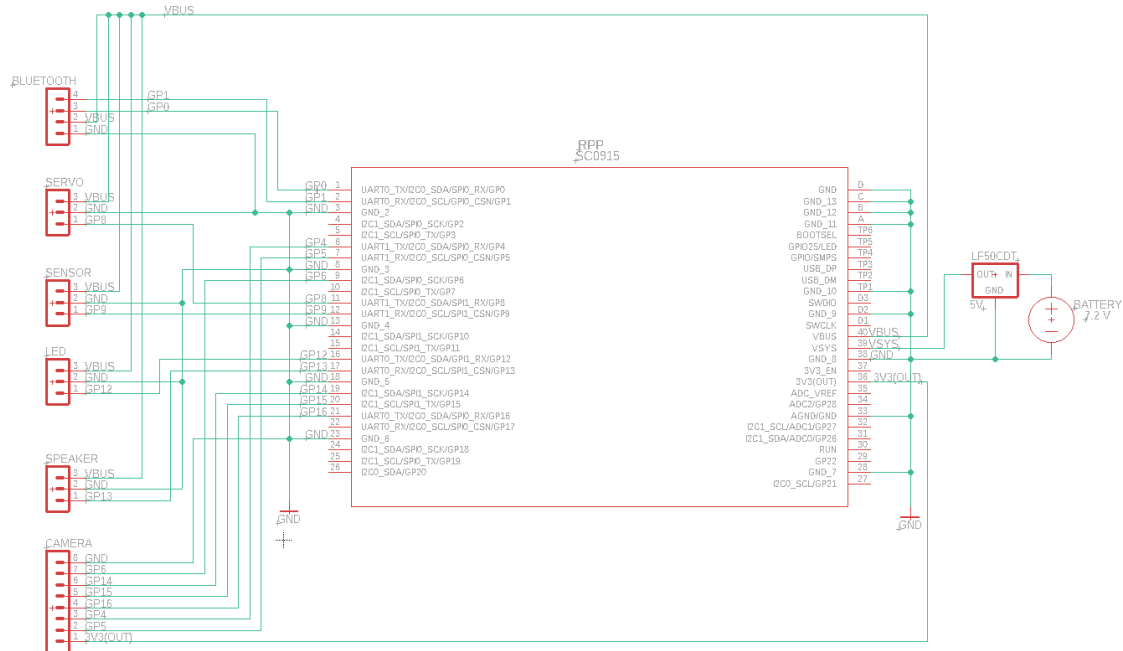 VBUS
BLUETOOTH
4
3
2
1
GP1
GP0
VBUS
GND
SERVO
3
2
1
VBUS
GND
GP8
SENSOR
3
2
1
VBUS
GND
GP9
LED
3
2
1
VBUS
GND
GP12
SPEAKER
3
2
1
VBUS
GND
GP13
CAMERA
8 GND
7 GP6
6 GP14
5 GP15
4 GP16
3 GP4
2 GP5
1 3V3(OUT)
RPP
SC0915
GP0 1 UART0_TX/I2C0_SDA/SPI0_RX/GP0
GP1 2 UART0_RX/I2C0_SCL/SPI0_CSN/GP1
GND 3 GND_2
4 I2C1_SDA/SPI0_SCK/GP2
5 I2C1_SCL/SPI0_TX/GP3
GP4 6 UART1_TX/I2C0_SDA/SPI0_RX/GP4
GP5 7 UART1_RX/I2C0_SCL/SPI0_CSN/GP5
GND 8 GND_3
GP6 9 I2C1_SDA/SPI0_SCK/GP6
10 I2C1_SCL/SPI0_TX/GP7
GP8 11 UART1_TX/I2C0_SDA/SPI1_RX/GP8
GP9 12 UART1_RX/I2C0_SCL/SPI1_CSN/GP9
GND 13 GND_4
14 I2C1_SDA/SPI1_SCK/GP10
15 I2C1_SCL/SPI1_TX/GP11
GP12 16 UART0_TX/I2C0_SDA/SPI1_RX/GP12
GP13 17 UART0_RX/I2C0_SCL/SPI1_CSN/GP13
GND 18 GND_5
GP14 19 I2C1_SDA/SPI1_SCK/GP14
GP15 20 I2C1_SCL/SPI1_TX/GP15
GP16 21 UART0_TX/I2C0_SDA/SPI0_RX/GP16
22 UART0_RX/I2C0_SCL/SPI0_CSN/GP17
GND 23 GND_6
24 I2C1_SDA/SPI0_SCK/GP18
25 I2C1_SCL/SPI0_TX/GP19
26 I2C0_SDA/GP20
GND
GND D
GND_13 C
GND_12 B
GND_11 A
BOOTSEL TP6
GPIO25/LED TP5
GPIO/SMPS TP4
USB_DP TP3
USB_DM TP2
GND_10 TP1
SWDIO D3
GND_9 D2
SWCLK D1
VBUS 40 VBUS
VSYS 39 VSYS
GND_8 38 GND
3V3_EN 37
3V3(OUT) 36 3V3(OUT)
ADC_VREF 35
ADC2/GP28 34
AGND/GND 33
I2C1_SCL/ADC1/GP27 32
I2C1_SDA/ADC0/GP26 31
RUN 30
GP22 29
GND_7 28
I2C0_SCL/GP21 27
GND
LF50CDT
OUT IN
GND
5V
BATTERY
7.2 V